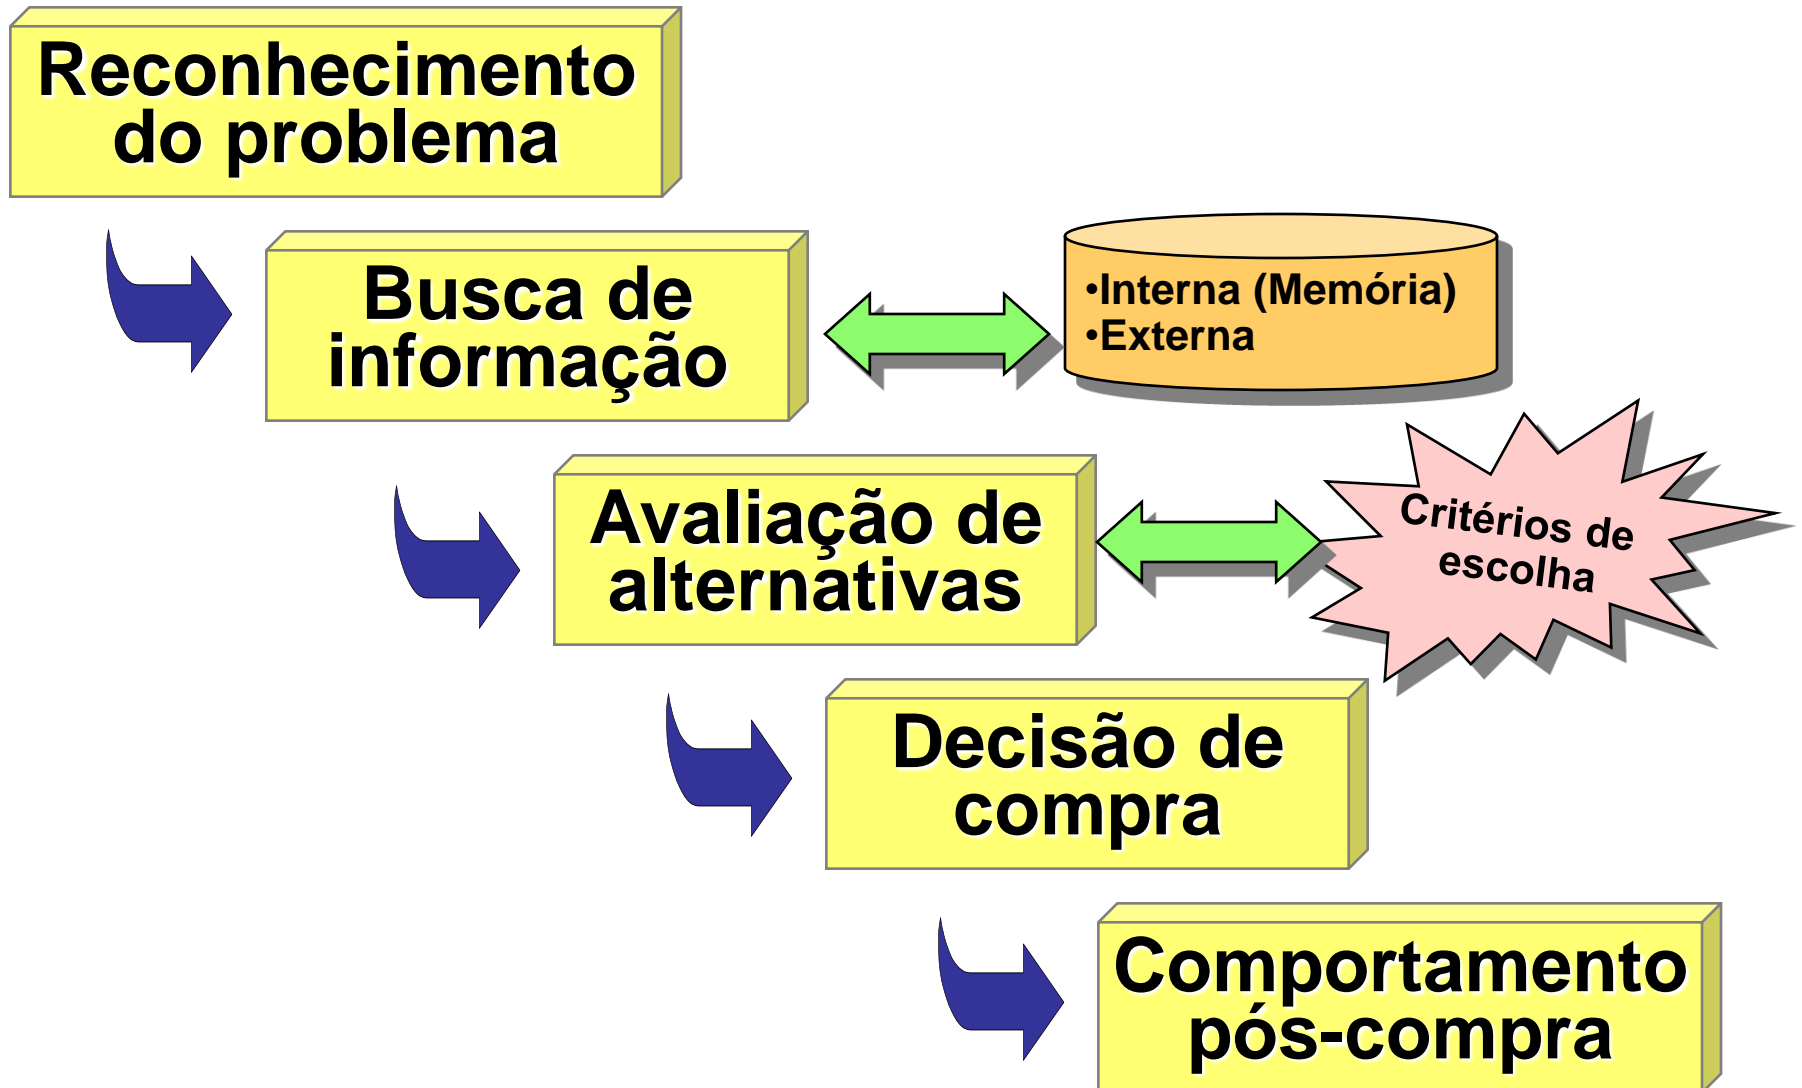 Reconhecimento
do problema
Busca de
informação
•Interna (Memória)
•Externa
Avaliação de
alternativas
Critérios de
escolha
Decisão de
compra
Comportamento
pós-compra